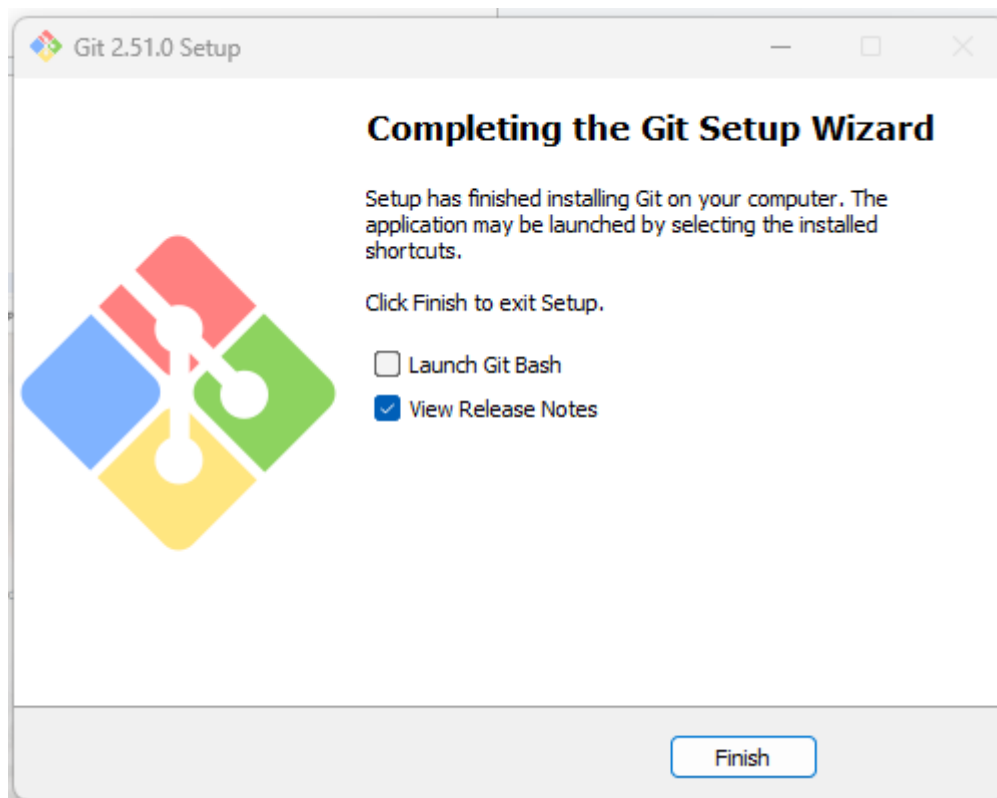 Git 2.51.0 Setup
Completing the Git Setup Wizard
Setup has finished installing Git on your computer. The
application may be launched by selecting the installed
shortcuts.
Click Finish to exit Setup.
Launch Git Bash
View Release Notes
Finish